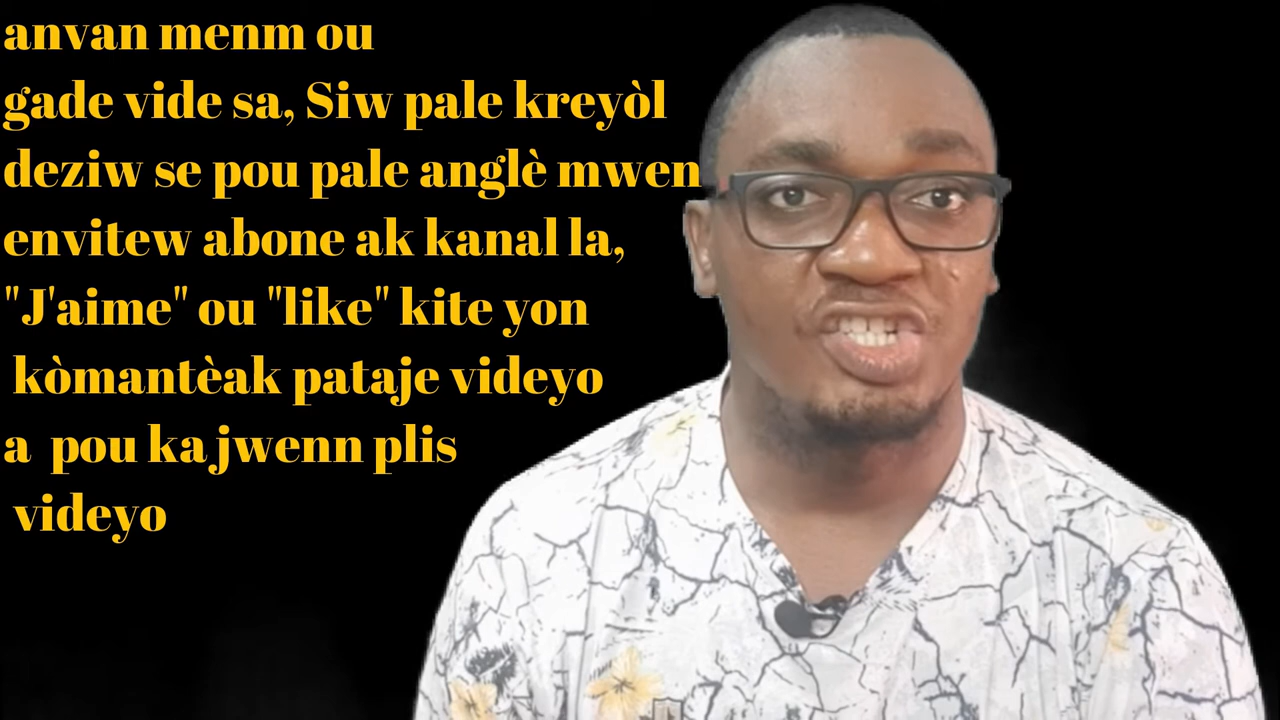 anvan menm ou
gade vide sa, Siw pale kreyòl
deziw se pou pale anglè mwen
envitew abone ak kanal la,
"J'aime" ou "like" kite yon
kòmantèak pataje videyo
a pou ka jwenn plis
videyo